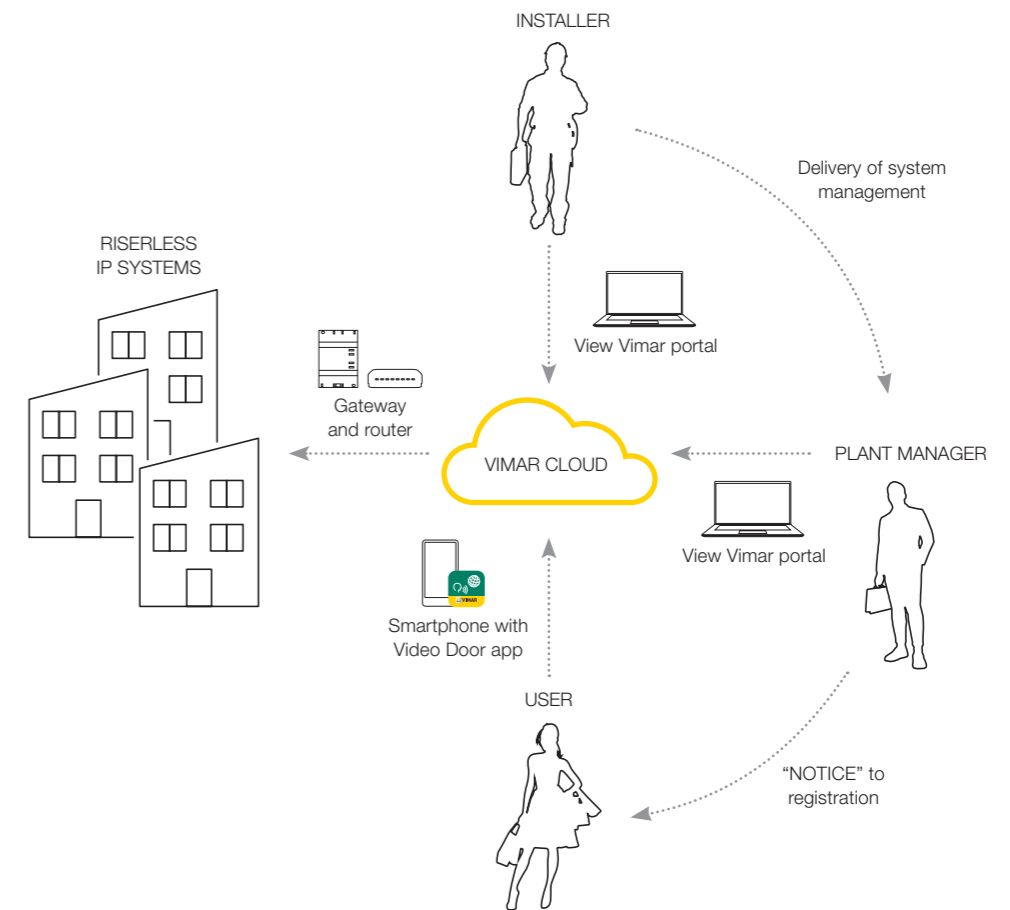 INSTALLER
Delivery of system
management
RISERLESS
IP SYSTEMS
View Vimar portal
Gateway
and router
VIMAR CLOUD
PLANT MANAGER
View Vimar portal
VIMAR
Smartphone with
Video Door app
USER
“NOTICE” to
registration